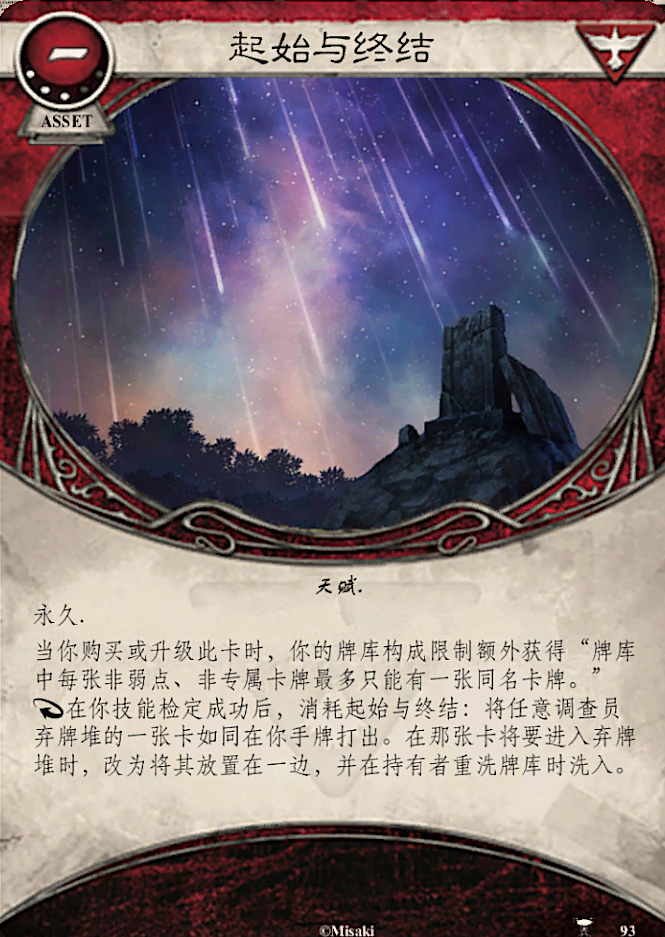 起始与终结
ASSET
天赋.
永久.
当你购买或升级此卡时，你的牌库构成限制额外获得“牌库
中每张非弱点、非专属卡牌最多只能有一张同名卡牌。”
在你技能检定成功后，消耗起始与终结：将任意调查员
弃牌堆的一张卡如同在你手牌打出。在那张卡将要进入弃牌
堆时，改为将其放置在一边，并在持有者重洗牌库时洗入。
©Misaki
93